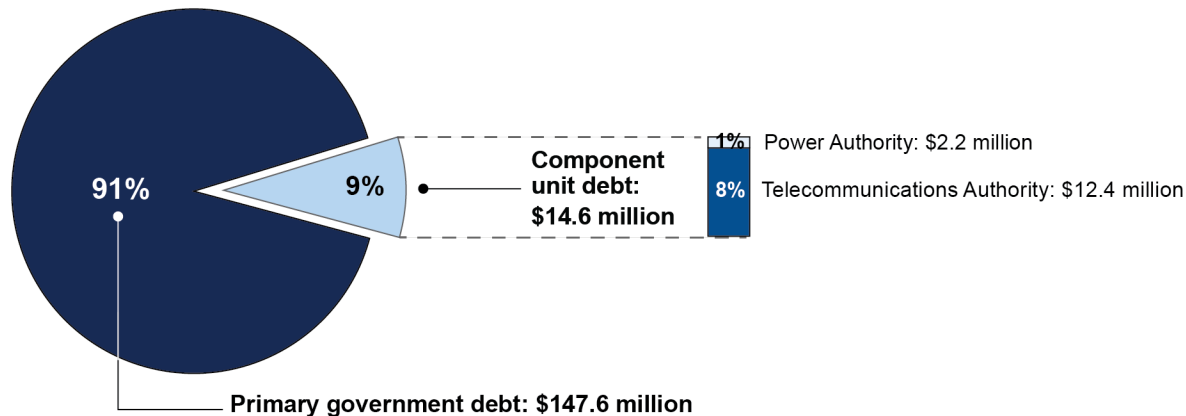 91%
9%
Component
unit debt:
$14.6 million
1%
Power Authority: $2.2 million
8%
Telecommunications Authority: $12.4 million
Primary government debt: $147.6 million